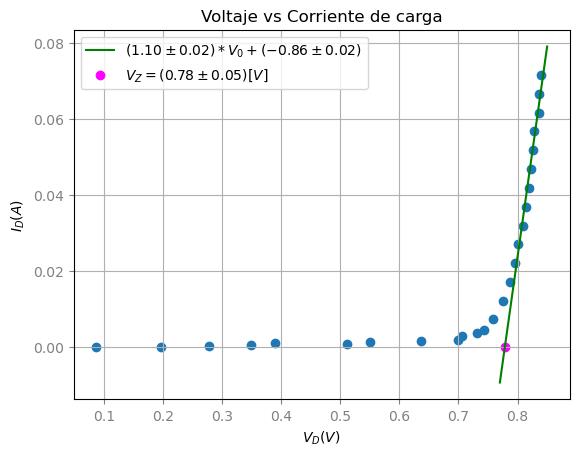 Voltaje vs Corriente de carga
(1.10 ± 0.02) * V₀ + (−0.86 ± 0.02)
V_Z = (0.78 ± 0.05)[V]
0.08
0.06
0.04
0.02
0.00
I_D(A)
0.1 0.2 0.3 0.4 0.5 0.6 0.7 0.8
V_D(V)